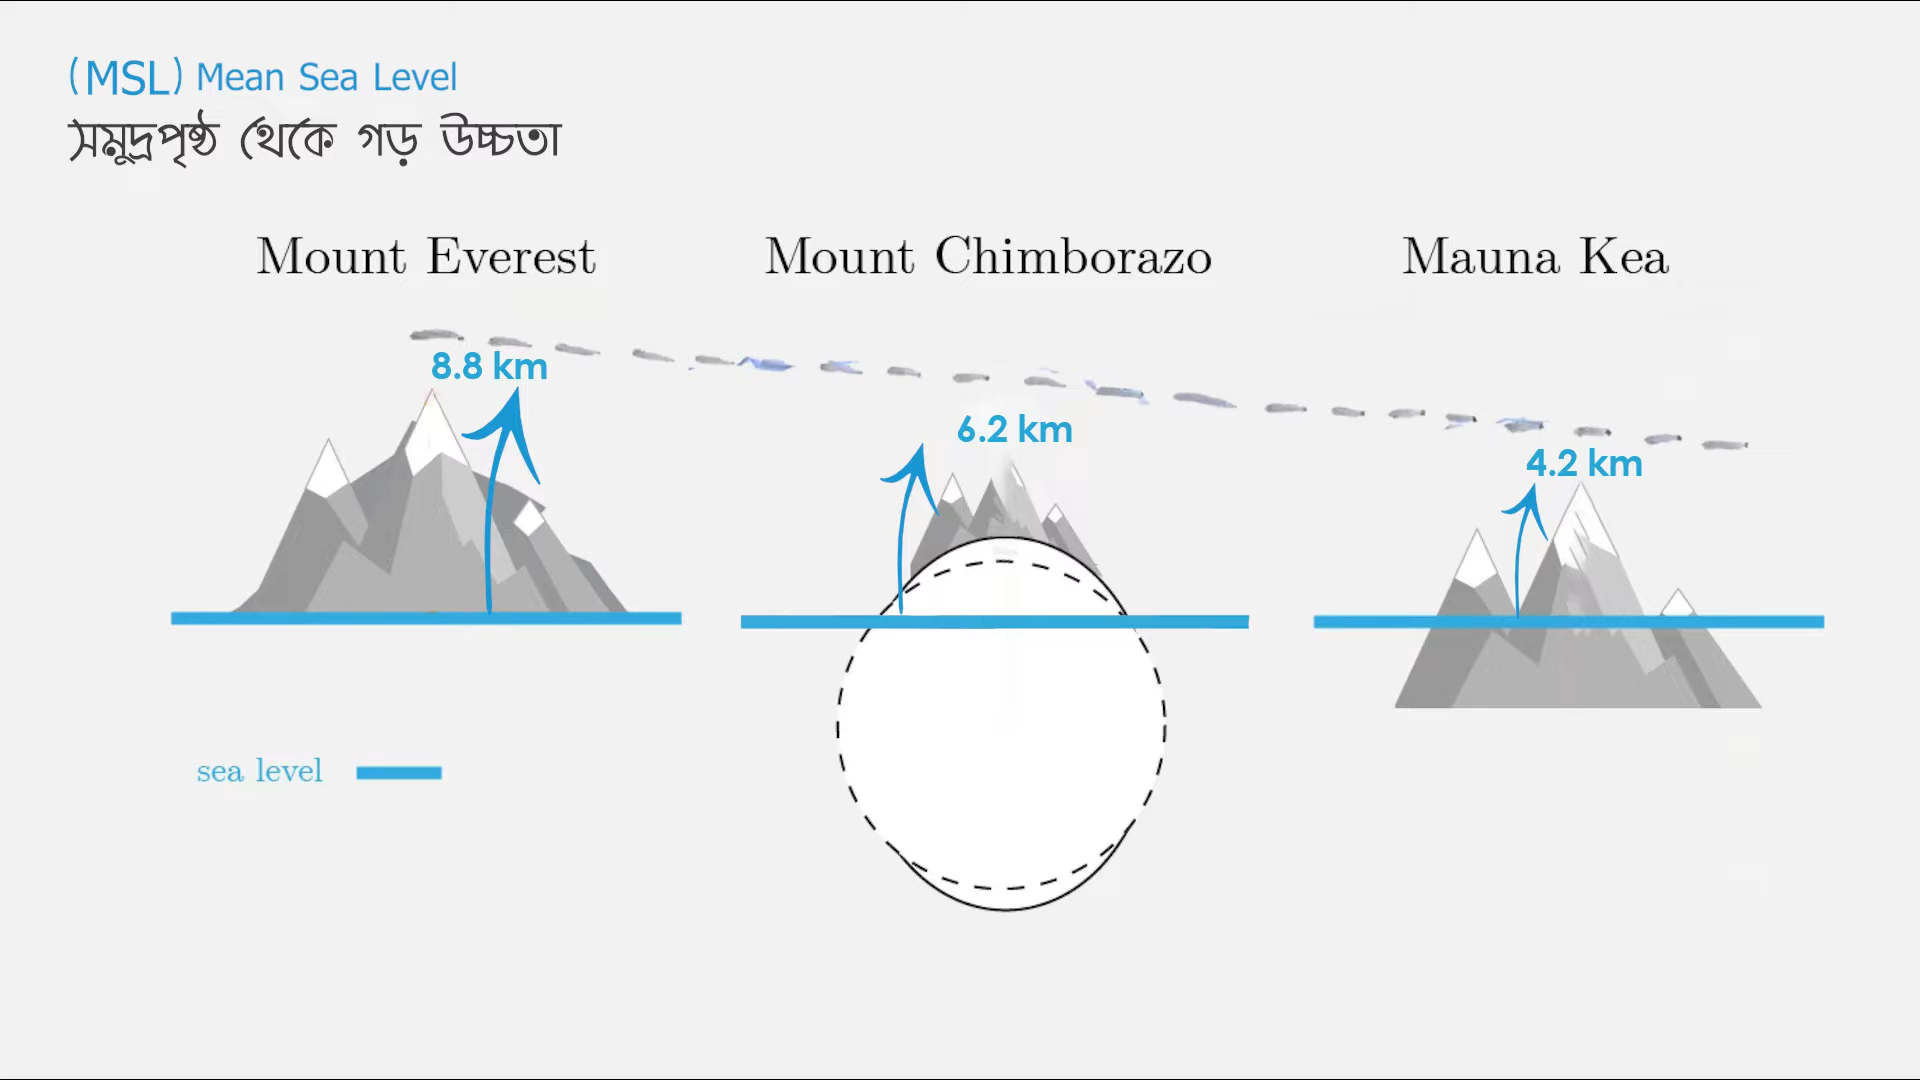 (MSL) Mean Sea Level
সমুদ্রপৃষ্ঠ থেকে গড় উচ্চতা
Mount Everest
Mount Chimborazo
Mauna Kea
8.8 km
6.2 km
4.2 km
sea level